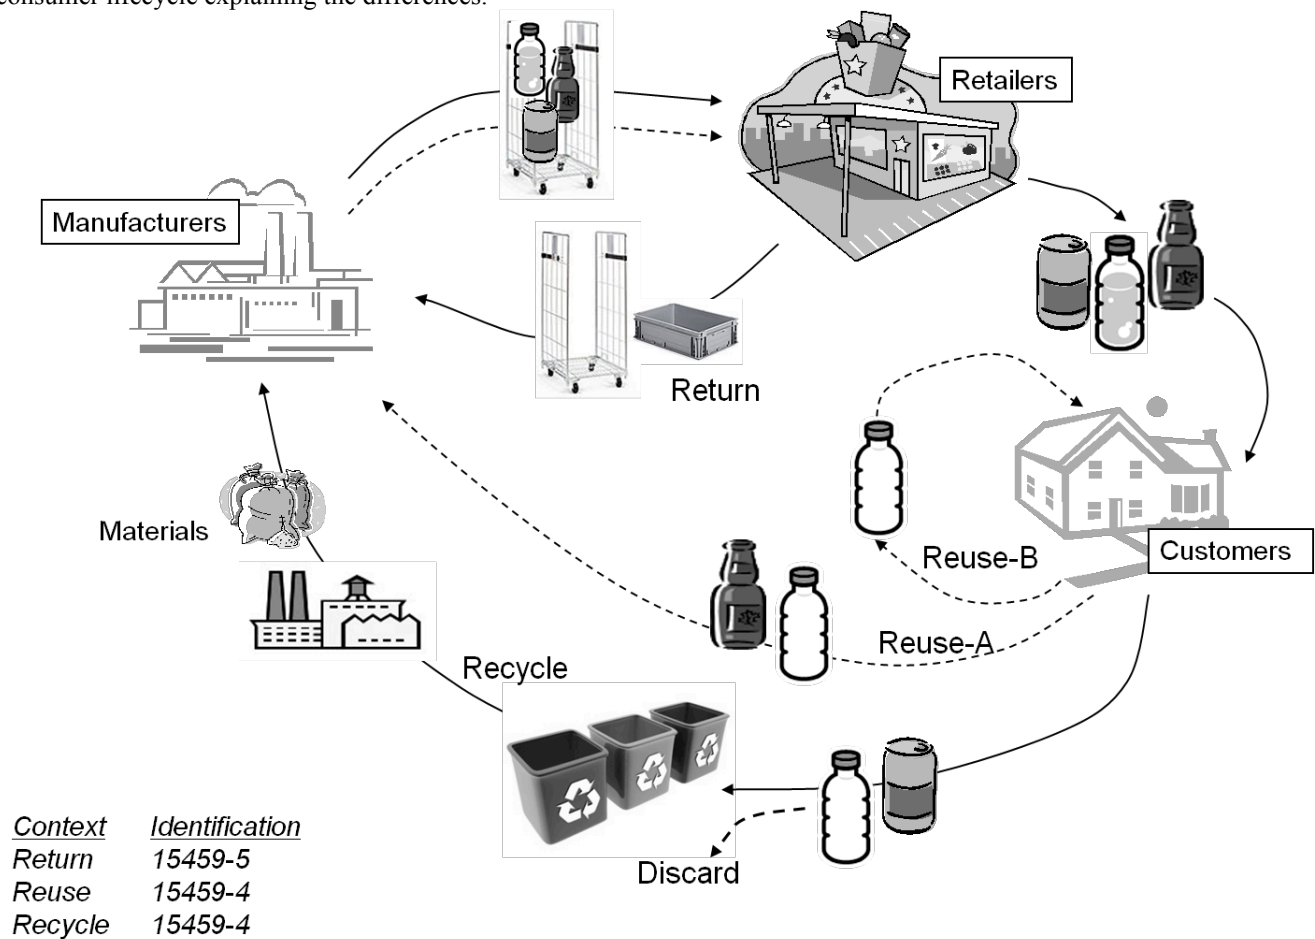 consumer lifecycle explaining the differences.
Retailers
Manufacturers
Return
Reuse-B
Customers
Materials
Reuse-A
Recycle
Discard
Context Identification
Return 15459-5
Reuse 15459-4
Recycle 15459-4